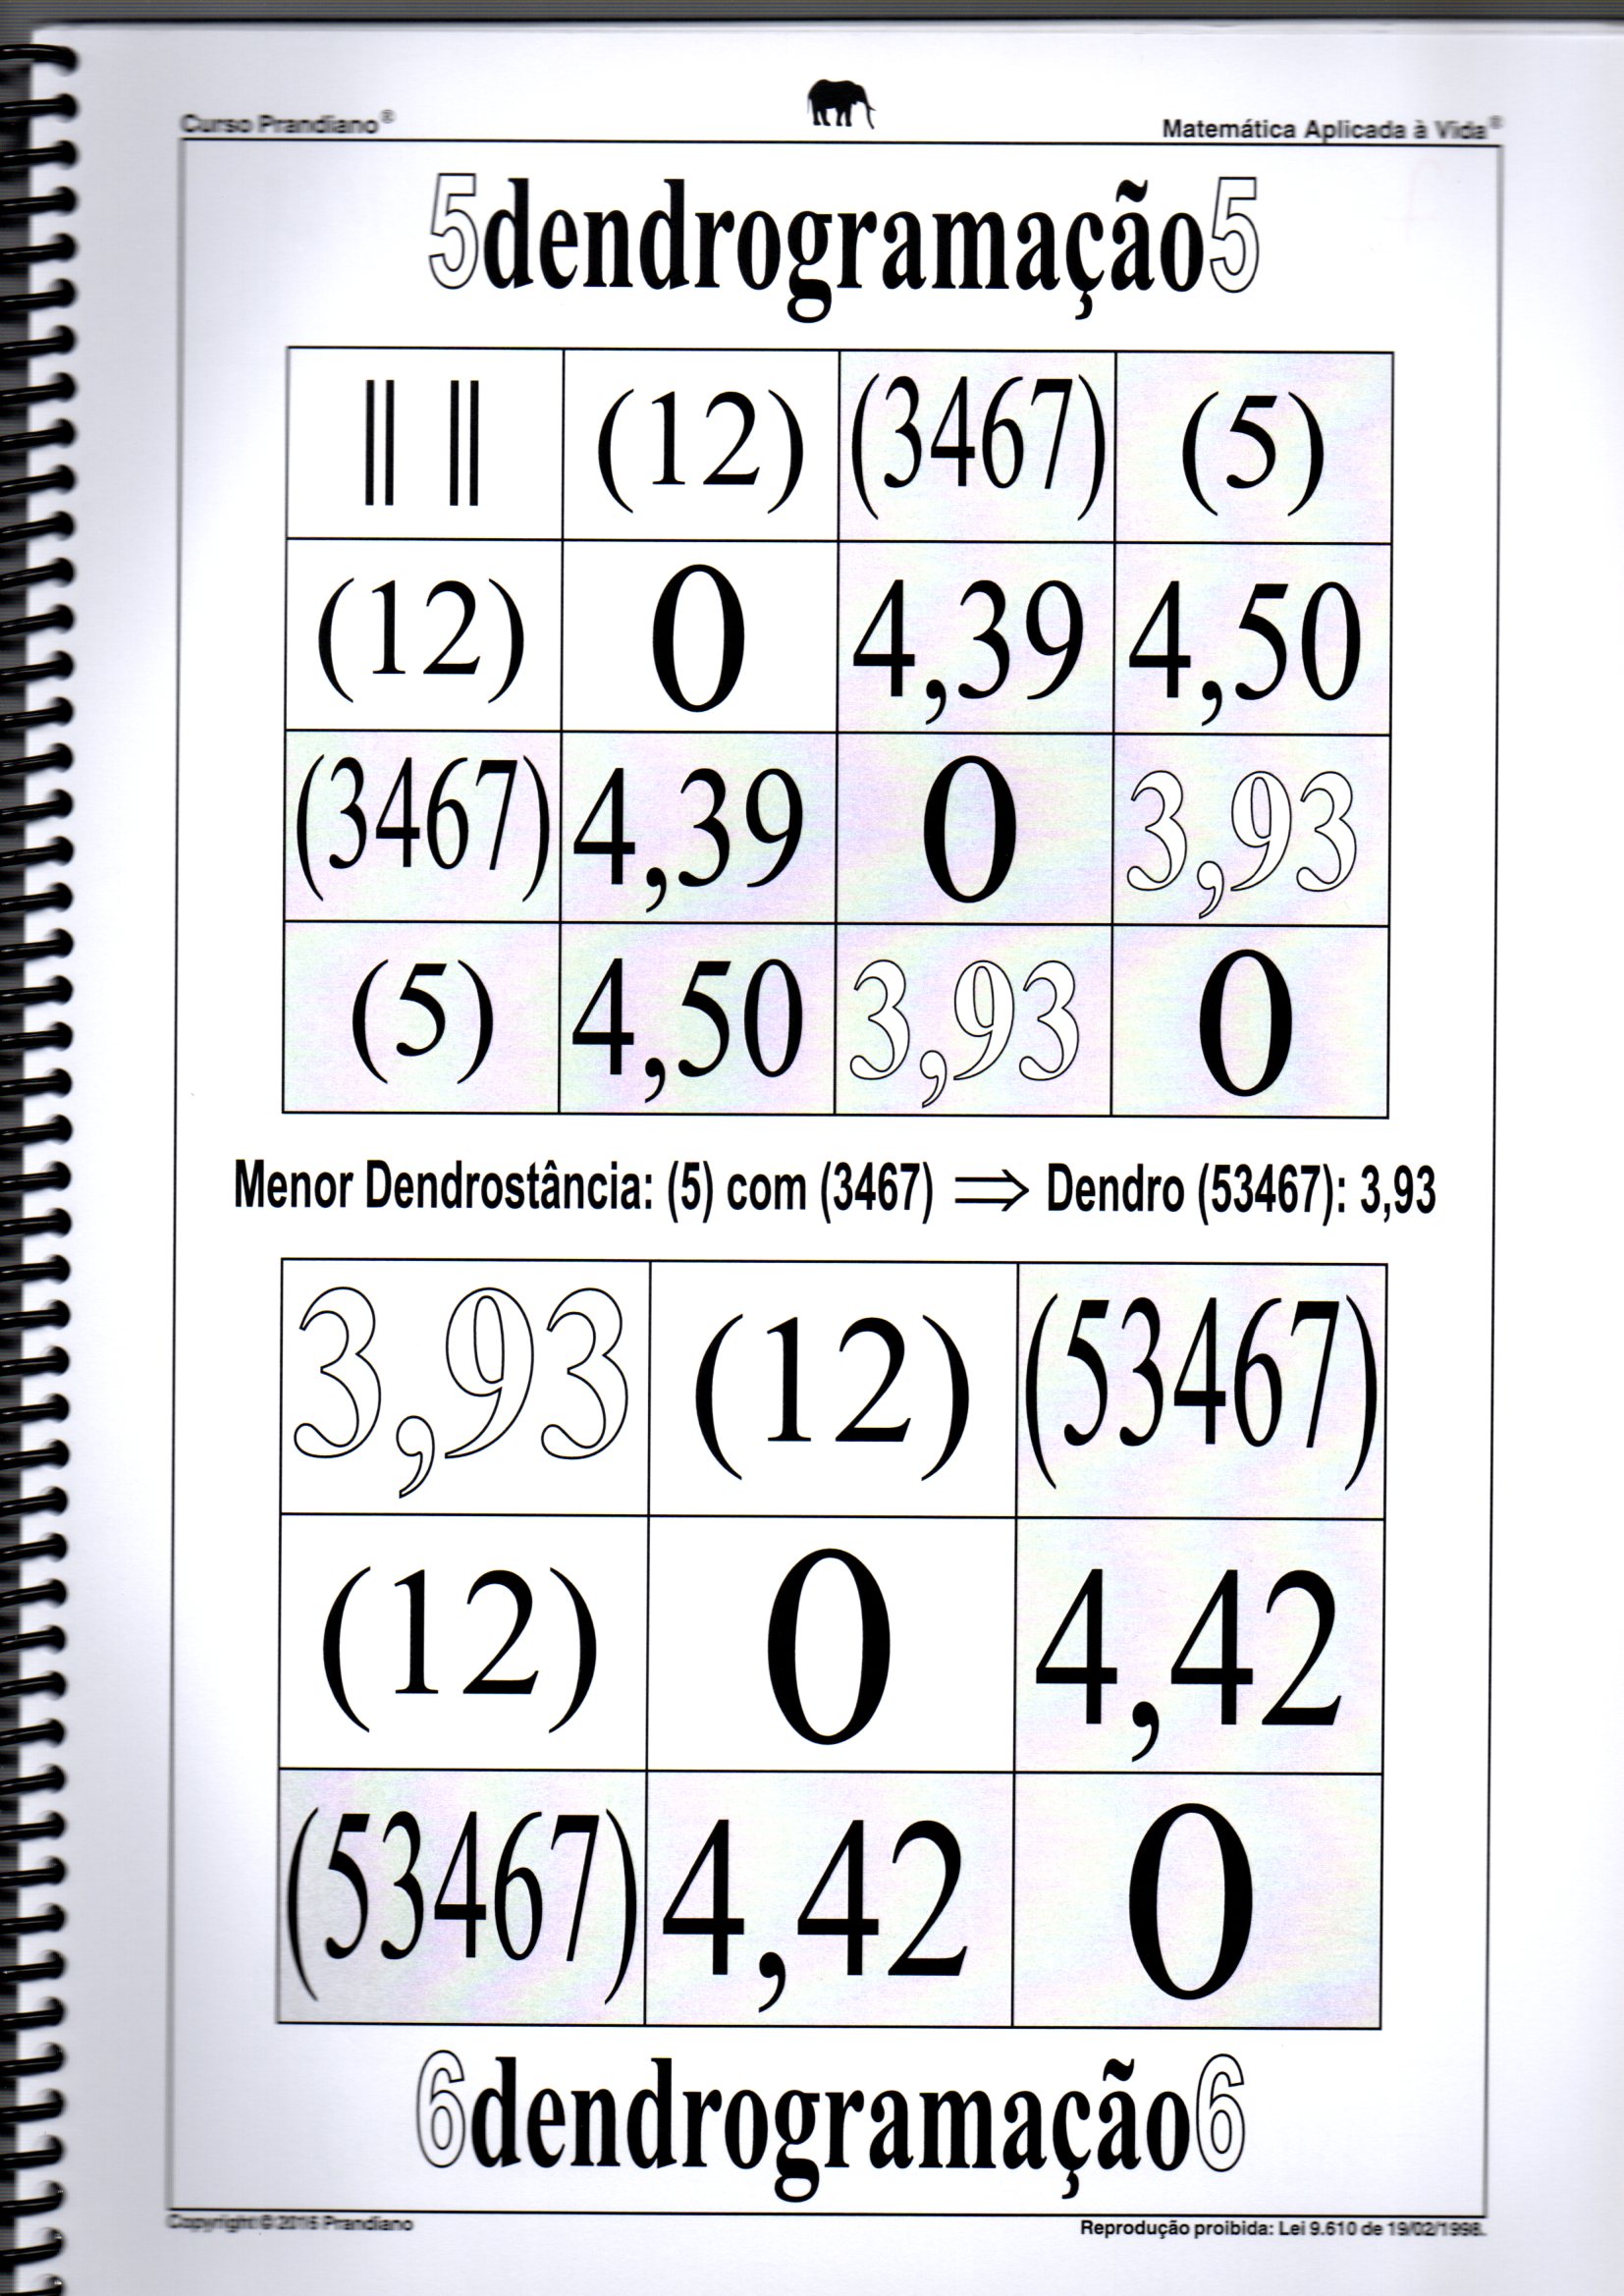 Curso Prandiano®
Matemática Aplicada à Vida®
5dendrogramação5
|| || (12) (3467) (5)
(12) 0 4,39 4,50
(3467) 4,39 0 3,93
(5) 4,50 3,93 0
Menor Dendrostância: (5) com (3467) ⟹ Dendro (53467): 3,93
3,93 (12) (53467)
(12) 0 4,42
(53467) 4,42 0
6dendrogramação6
Copyright © 2016 Prandiano
Reprodução proibida: Lei 9.610 de 19/02/1998.